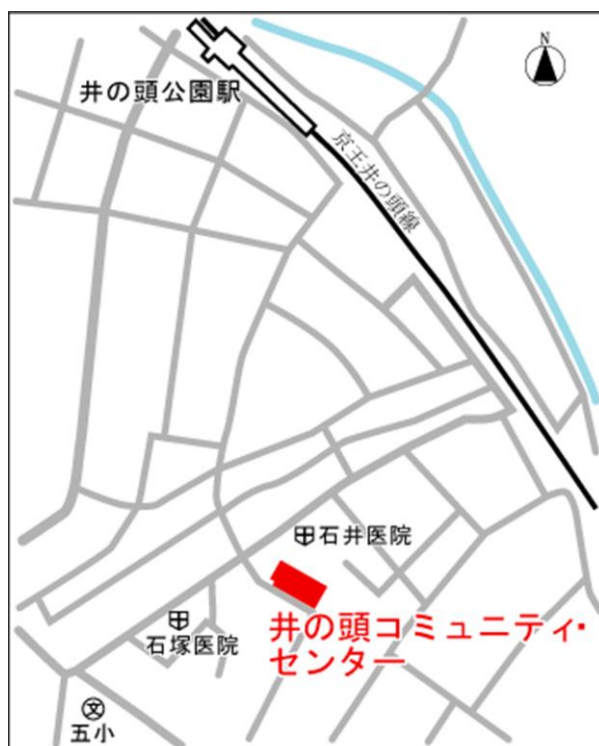 N
井の頭公園駅
京王井の頭線
石井医院
井の頭コミュニティ・
センター
石塚医院
文
五小